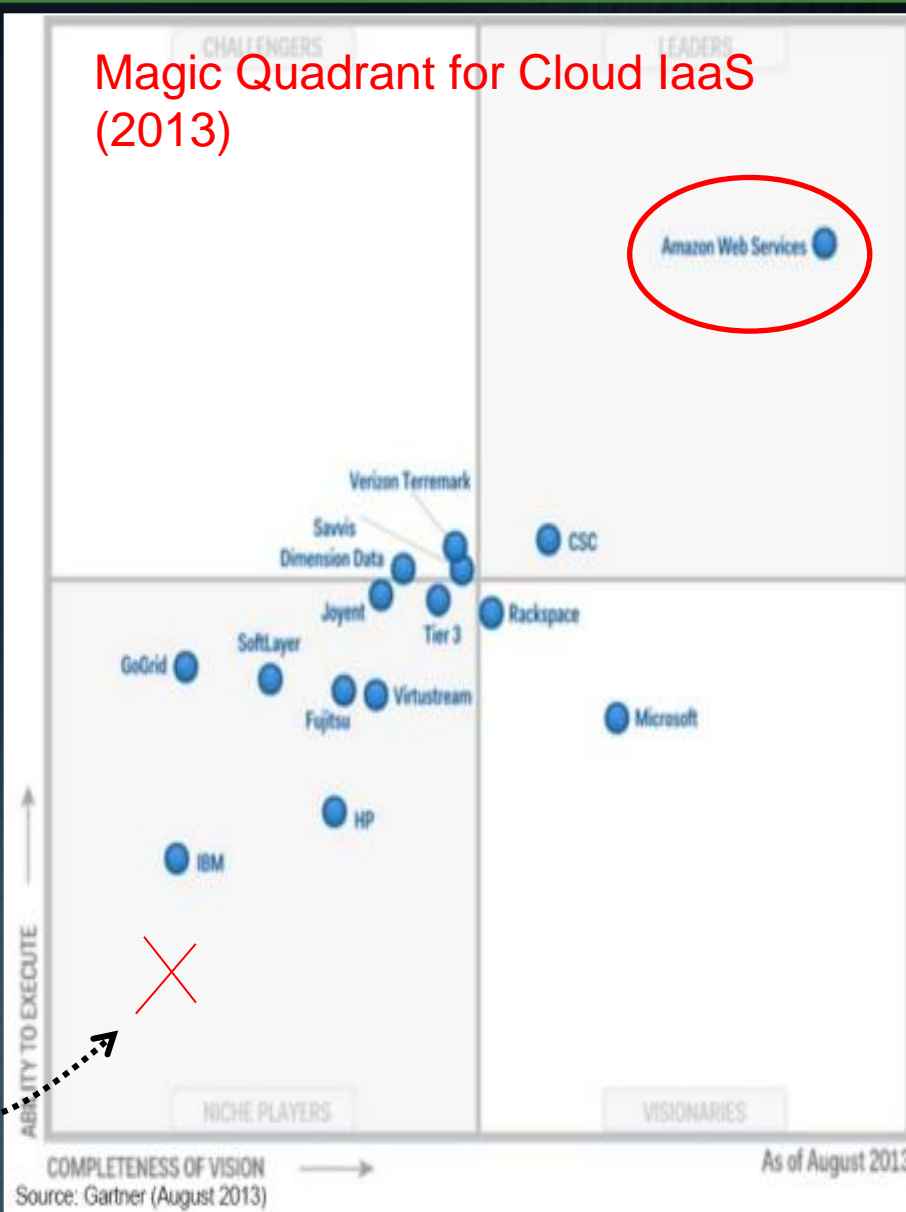 CHALLENGERS
LEADERS
Magic Quadrant for Cloud IaaS
(2013)
Amazon Web Services
Verizon Terremark
Savvis
CSC
Dimension Data
Joyent
Tier 3
Rackspace
SoftLayer
GoGrid
Virtustream
Fujitsu
Microsoft
HP
IBM
ABILITY TO EXECUTE
NICHE PLAYERS
VISIONARIES
COMPLETENESS OF VISION
As of August 2013
Source: Gartner (August 2013)